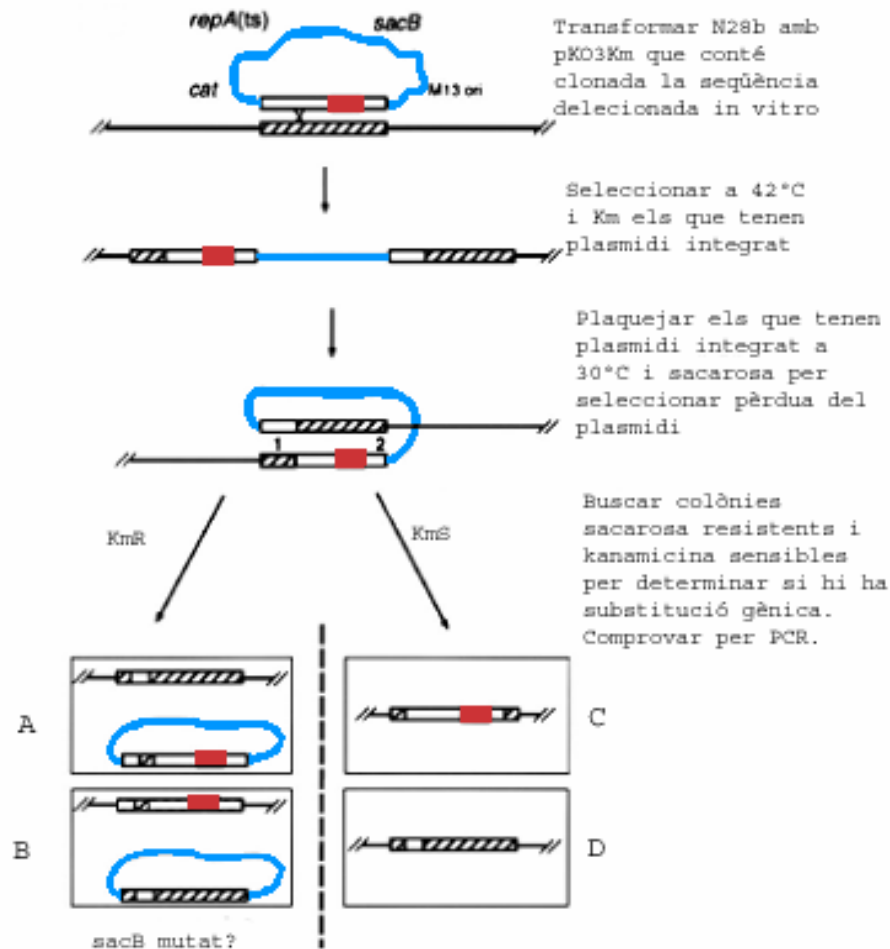 repA(ts)
sacB
cat
M13 ori
Transformar N28b amb
pKO3Km que conté
clonada la seqüència
delecionada in vitro
Seleccionar a 42°C
i Km els que tenen
plasmidi integrat
Plaquejar els que tenen
plasmidi integrat a
30°C i sacarosa per
seleccionar pèrdua del
plasmidi
1
2
KmR
KmS
Buscar colònies
sacarosa resistents i
kanamicina sensibles
per determinar si hi ha
substitució gènica.
Comprovar per PCR.
A
C
B
D
sacB mutat?